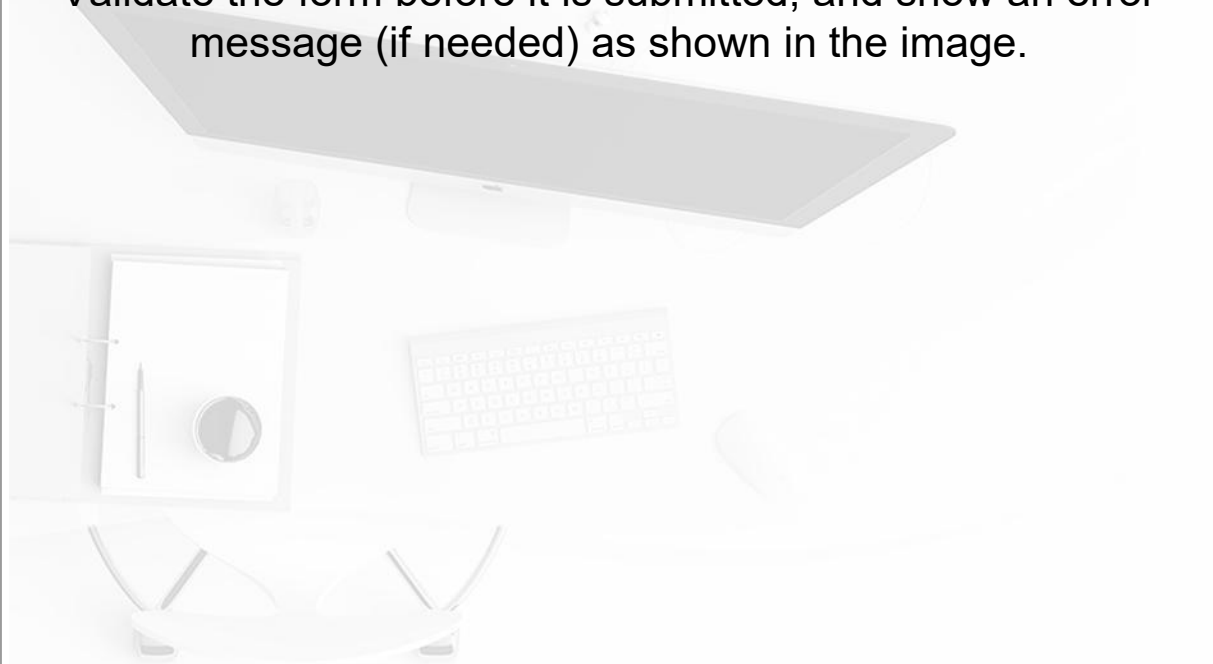 Validate the form before it is submitted, and show an error
message (if needed) as shown in the image.